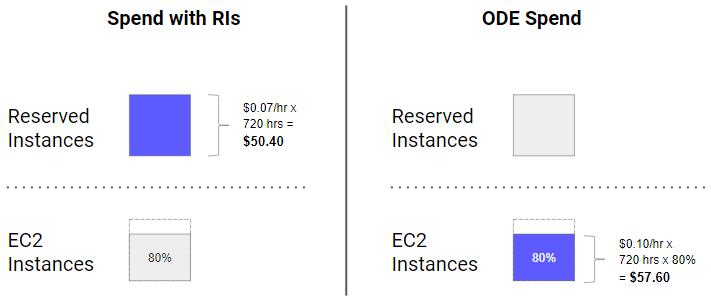 Spend with RIs
Reserved
Instances
$0.07/hr x
720 hrs =
$50.40
EC2
Instances
80%
ODE Spend
Reserved
Instances
EC2
Instances
80%
$0.10/hr x
720 hrs x 80%
= $57.60